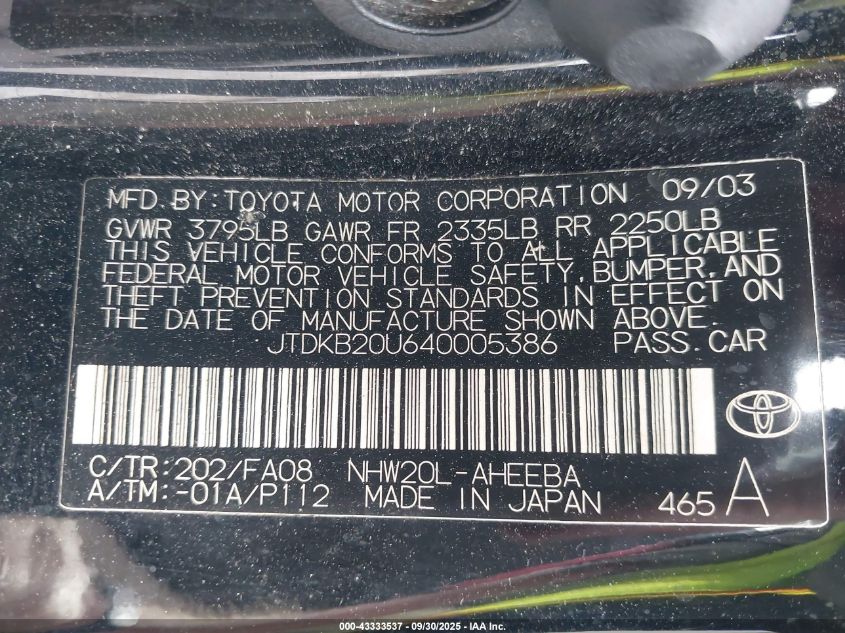 MFD. BY: TOYOTA MOTOR CORPORATION 09/03
GVWR 3795LB GAWR FR 2335LB RR 2250LB
THIS VEHICLE CONFORMS TO ALL APPLICABLE
FEDERAL MOTOR VEHICLE SAFETY, BUMPER, AND
THEFT PREVENTION STANDARDS IN EFFECT ON
THE DATE OF MANUFACTURE SHOWN ABOVE.
JTDKB20U640005386 PASS. CAR
C/TR: 202/FA08 NHW20L-AHEEBA
A/TM: -01A/P112 MADE IN JAPAN 465 A
000-43333537 - 09/30/2025 - IAA Inc.